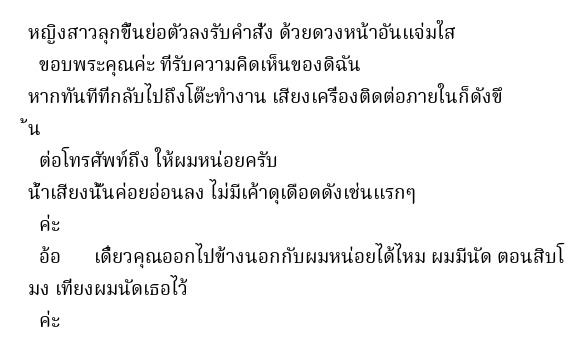 หญิงสาวลุกขึ้นย่อตัวลงรับคำสั่ง ด้วยดวงหน้าอันแจ่มใส
ขอบพระคุณค่ะ ที่รับความคิดเห็นของดิฉัน
หากทันทีที่กลับไปถึงโต๊ะทำงาน เสียงเครื่องติดต่อภายในก็ดังขึ
้น
ต่อโทรศัพท์ถึง ให้ผมหน่อยครับ
น้ำเสียงนั้นค่อยอ่อนลง ไม่มีเค้าดุเดือดดังเช่นแรกๆ
ค่ะ
อ้อ เดี๋ยวคุณออกไปข้างนอกกับผมหน่อยได้ไหม ผมมีนัด ตอนสิบโ
มง เที่ยงผมนัดเธอไว้
ค่ะ